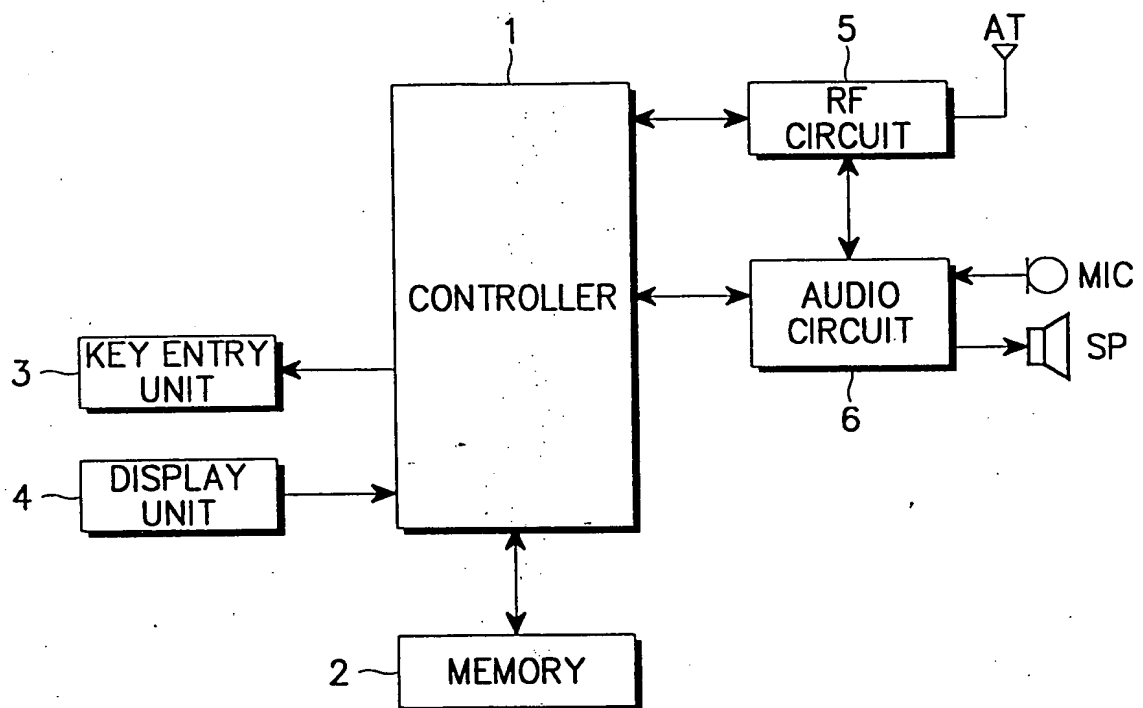 1
5
AT
RF
CIRCUIT
CONTROLLER
AUDIO
CIRCUIT
MIC
SP
6
3
KEY ENTRY
UNIT
4
DISPLAY
UNIT
2
MEMORY